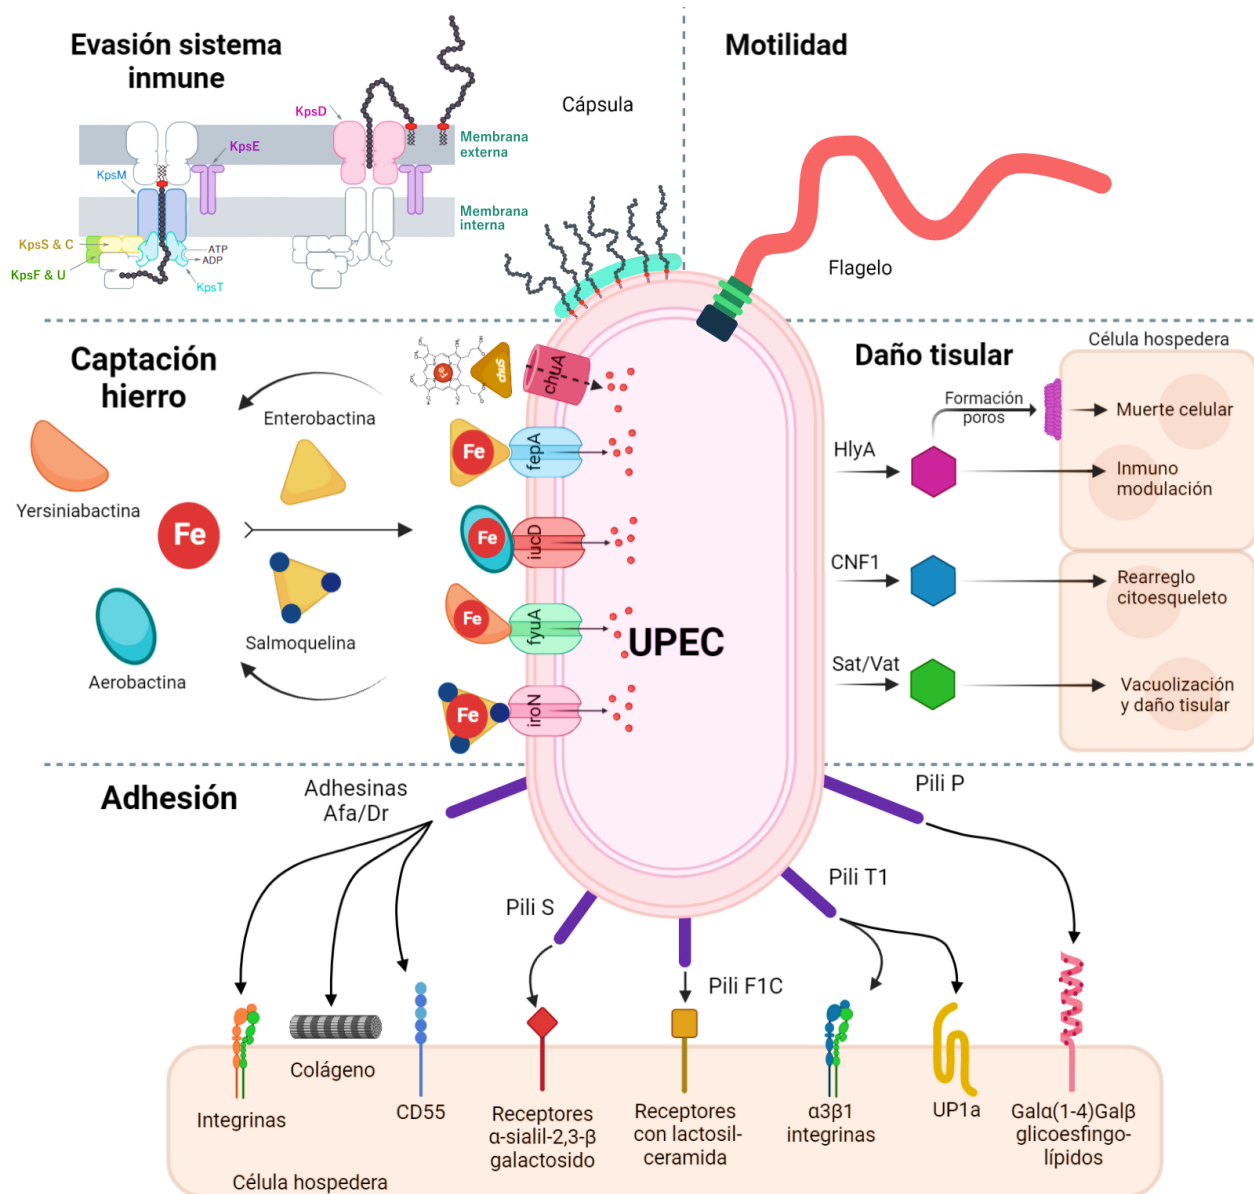 Evasión sistema
inmune
KpsD
KpsE
KpsM
KpsS & C
KpsF & U
ATP
ADP
KpsT
Membrana
externa
Membrana
interna
Cápsula
Motilidad
Flagelo
Captación
hierro
Enterobactina
Yersiniabactina
Fe
Salmoquelina
Aerobactina
Fe
chuS
chuA
Fe
fepA
Fe
iucD
Fe
fyuA
Fe
iroN
UPEC
Daño tisular
Célula hospedera
Formación
poros
HlyA
Muerte celular
Inmuno
modulación
CNF1
Rearreglo
citoesqueleto
Sat/Vat
Vacuolización
y daño tisular
Adhesión
Adhesinas
Afa/Dr
Pili S
Pili F1C
Pili T1
Pili P
Integrinas
Colágeno
CD55
Receptores
α-sialil-2,3-β
galactosido
Receptores
con lactosil-
ceramida
α3β1
integrinas
UP1a
Galα(1-4)Galβ
glicoesfingo-
lípidos
Célula hospedera